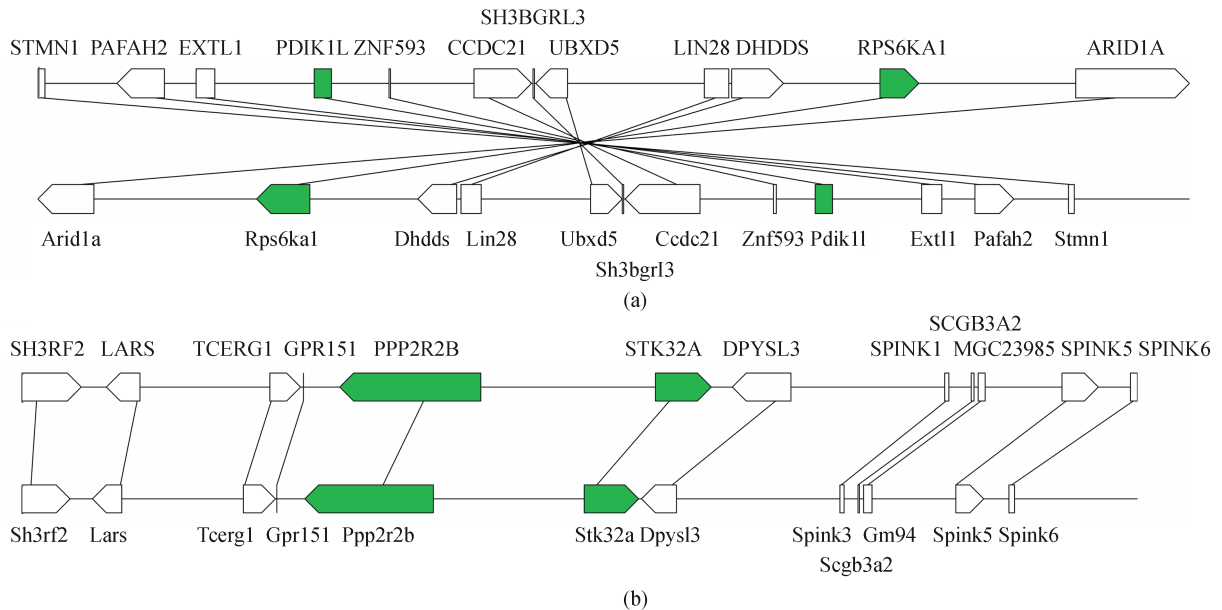 SH3BGRL3
STMN1 PAFAH2 EXTL1 PDIK1L ZNF593 CCDC21 UBXD5 LIN28 DHDDS RPS6KA1 ARID1A
Arid1a Rps6ka1 Dhdds Lin28 Ubxd5 Ccdc21 Znf593 Pdik1l Extl1 Pafah2 Stmn1
Sh3bgrI3
(a)
SCGB3A2
SH3RF2 LARS TCERG1 GPR151 PPP2R2B STK32A DPYSL3 SPINK1 MGC23985 SPINK5 SPINK6
Sh3rf2 Lars Tcerg1 Gpr151 Ppp2r2b Stk32a Dpysl3 Spink3 Gm94 Spink5 Spink6
Scgb3a2
(b)